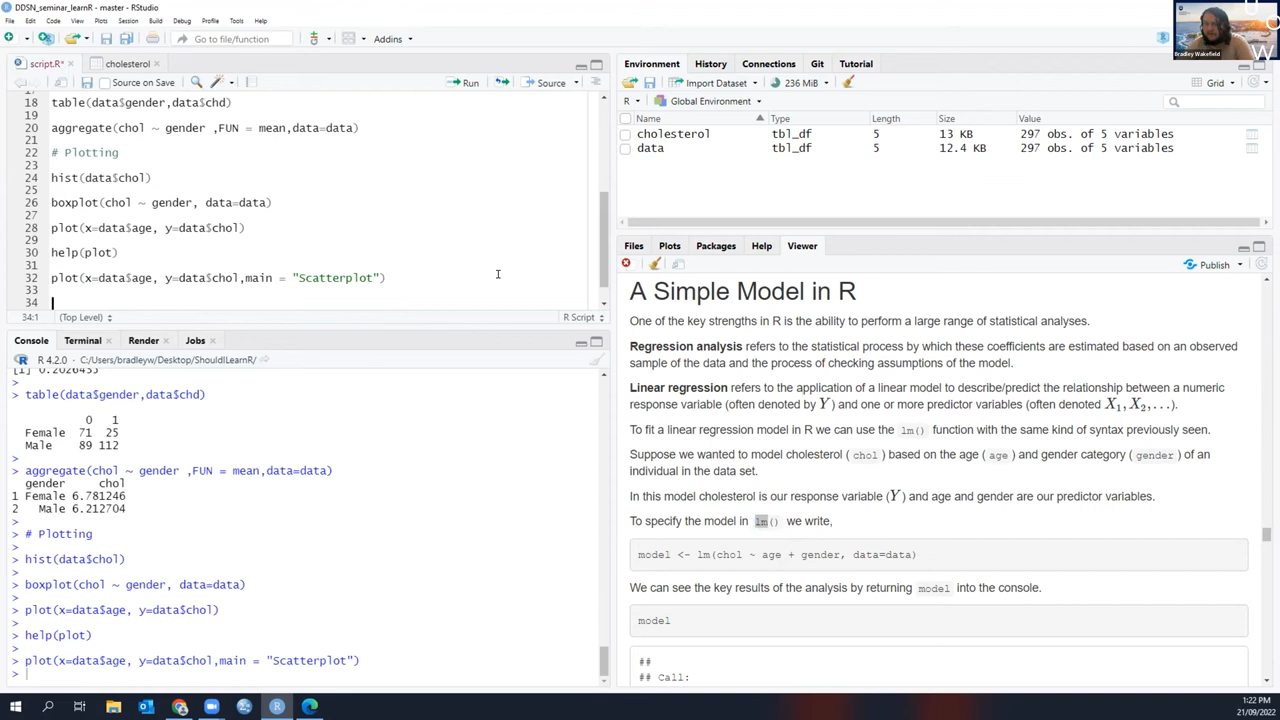 DDSN_seminar_learnR - master - RStudio
File Edit Code View Plots Session Build Debug Profile Tools Help
Go to file/function
Addins
script.R*
cholesterol
Source on Save
Run
Source
17
18 table(data$gender,data$chd)
19
20 aggregate(chol ~ gender ,FUN = mean,data=data)
21
22 # Plotting
23
24 hist(data$chol)
25
26 boxplot(chol ~ gender, data=data)
27
28 plot(x=data$age, y=data$chol)
29
30 help(plot)
31
32 plot(x=data$age, y=data$chol,main = "Scatterplot")
33
34
34:1 (Top Level) R Script
Console Terminal Render Jobs
R 4.2.0 · C:/Users/bradleyw/Desktop/ShouldILearnR/
[1] 0.2026435
>
> table(data$gender,data$chd)
0 1
Female 71 25
Male 89 112
>
> aggregate(chol ~ gender ,FUN = mean,data=data)
gender chol
1 Female 6.781246
2 Male 6.212704
>
> # Plotting
>
> hist(data$chol)
>
> boxplot(chol ~ gender, data=data)
>
> plot(x=data$age, y=data$chol)
>
> help(plot)
>
> plot(x=data$age, y=data$chol,main = "Scatterplot")
>
Bradley Wakefield
Environment History Connections Git Tutorial
Import Dataset 236 MiB Grid
R Global Environment
Name Type Length Size Value
cholesterol tbl_df 5 13 KB 297 obs. of 5 variables
data tbl_df 5 12.4 KB 297 obs. of 5 variables
Files Plots Packages Help Viewer
Publish
A Simple Model in R
One of the key strengths in R is the ability to perform a large range of statistical analyses.
Regression analysis refers to the statistical process by which these coefficients are estimated based on an observed
sample of the data and the process of checking assumptions of the model.
Linear regression refers to the application of a linear model to describe/predict the relationship between a numeric
response variable (often denoted by Y) and one or more predictor variables (often denoted X₁, X₂, …).
To fit a linear regression model in R we can use the lm() function with the same kind of syntax previously seen.
Suppose we wanted to model cholesterol (chol) based on the age (age) and gender category (gender) of an
individual in the data set.
In this model cholesterol is our response variable (Y) and age and gender are our predictor variables.
To specify the model in lm() we write,
model <- lm(chol ~ age + gender, data=data)
We can see the key results of the analysis by returning model into the console.
model
##
## Call:
1:22 PM
21/09/2022